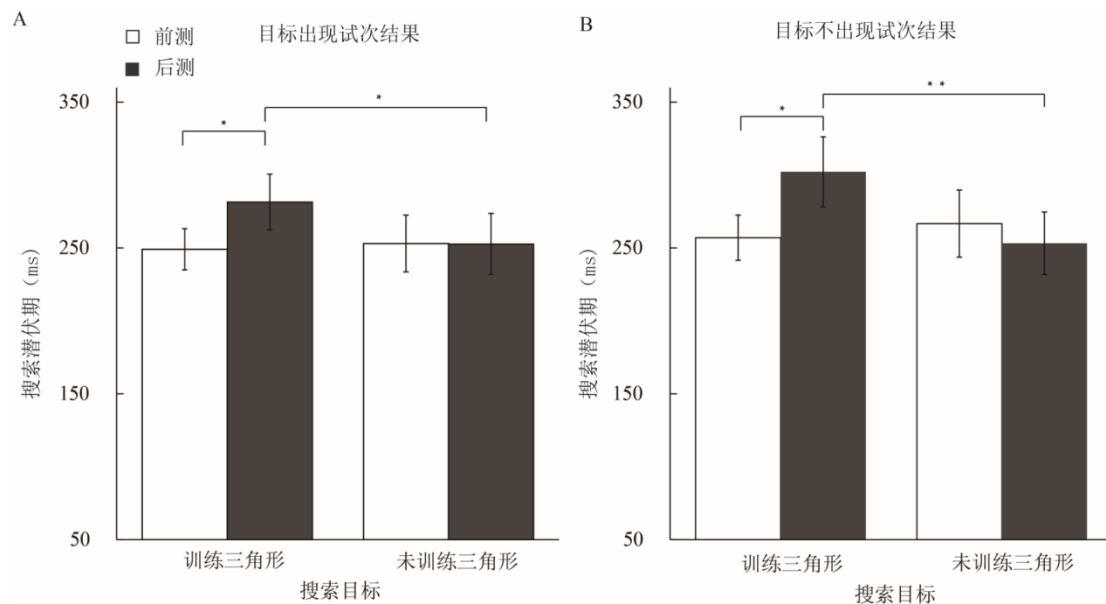 A
目标出现试次结果
前测
后测
350
250
150
50
搜索潜伏期（ms）
*
*
训练三角形
未训练三角形
搜索目标
B
目标不出现试次结果
350
250
150
50
搜索潜伏期（ms）
*
**
训练三角形
未训练三角形
搜索目标